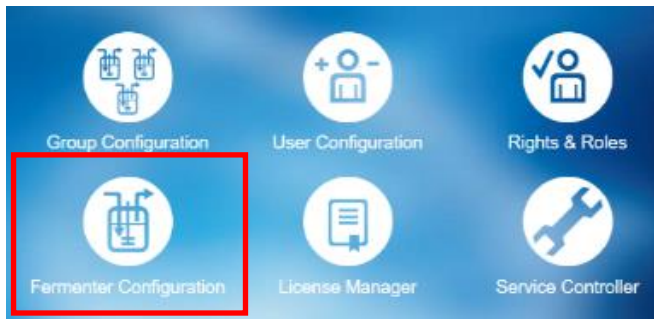 Group Configuration
User Configuration
Rights & Roles
Fermenter Configuration
License Manager
Service Controller